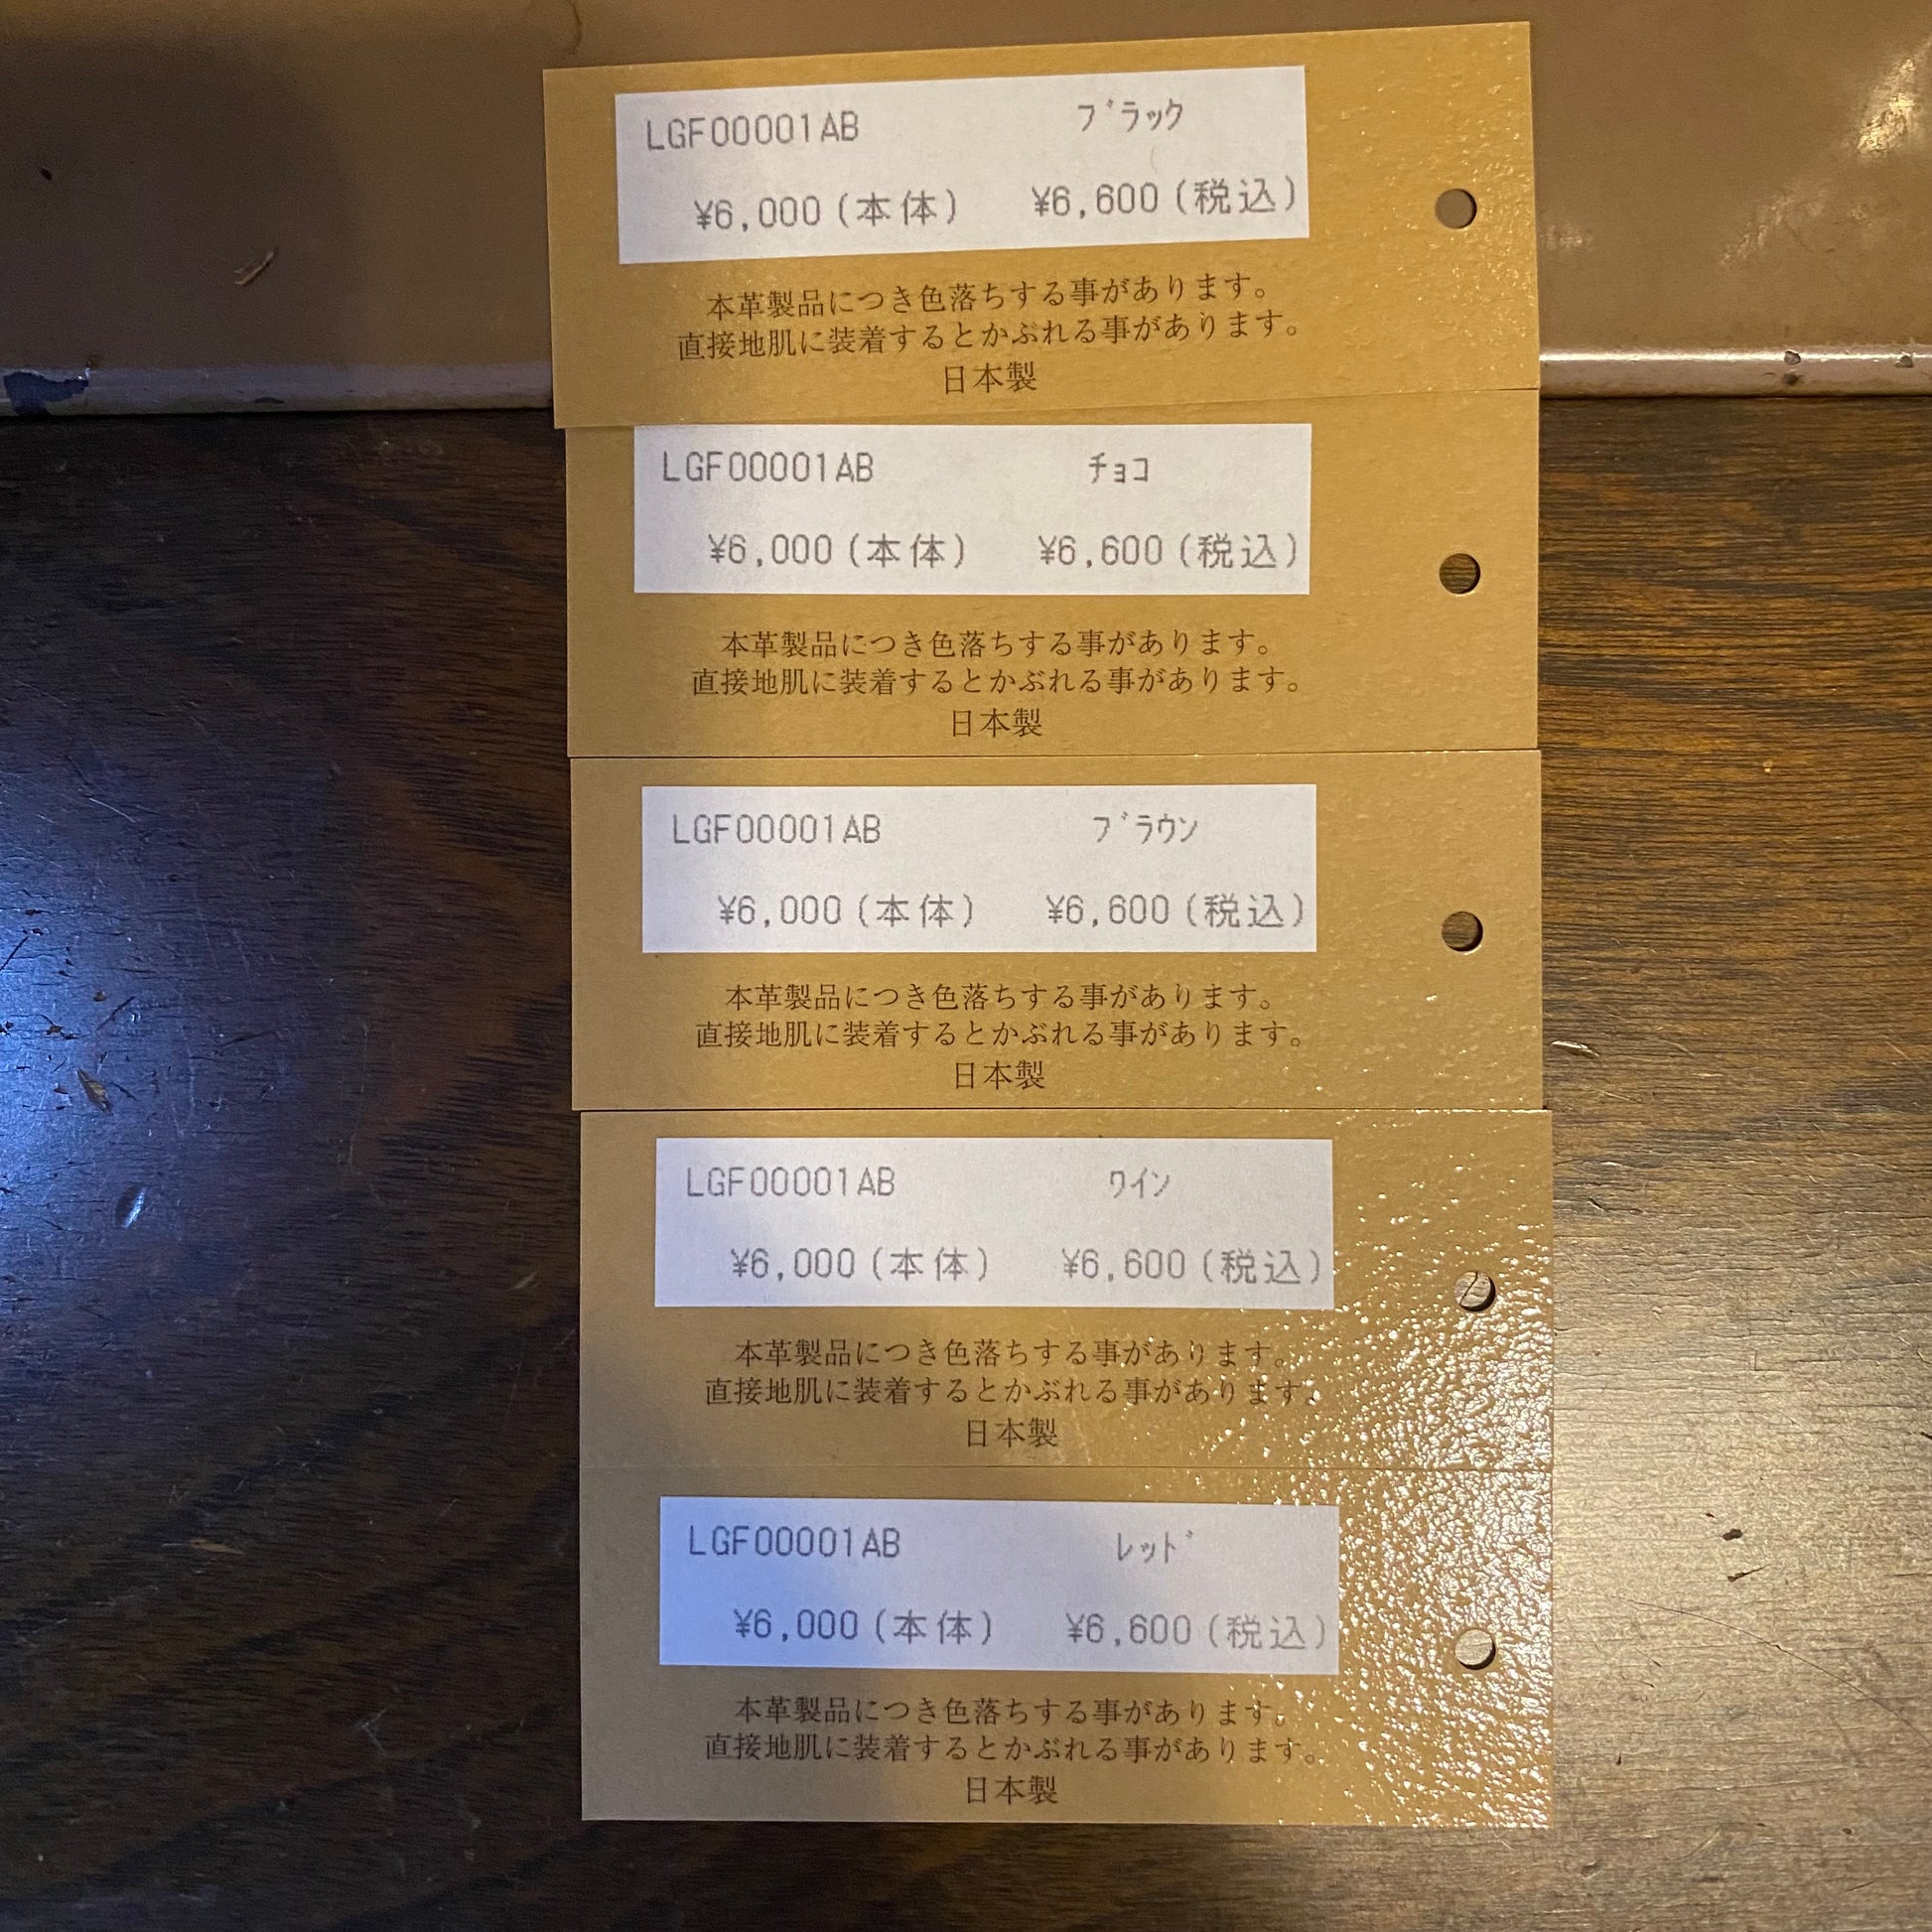 LGF00001AB ﾌﾞﾗｯｸ
¥6,000(本体) ¥6,600(税込)
本革製品につき色落ちする事があります。
直接地肌に装着するとかぶれる事があります。
日本製
LGF00001AB ﾁｮｺ
¥6,000(本体) ¥6,600(税込)
本革製品につき色落ちする事があります。
直接地肌に装着するとかぶれる事があります。
日本製
LGF00001AB ﾌﾞﾗｳﾝ
¥6,000(本体) ¥6,600(税込)
本革製品につき色落ちする事があります。
直接地肌に装着するとかぶれる事があります。
日本製
LGF00001AB ﾜｲﾝ
¥6,000(本体) ¥6,600(税込)
本革製品につき色落ちする事があります。
直接地肌に装着するとかぶれる事があります。
日本製
LGF00001AB ﾚｯﾄﾞ
¥6,000(本体) ¥6,600(税込)
本革製品につき色落ちする事があります。
直接地肌に装着するとかぶれる事があります。
日本製